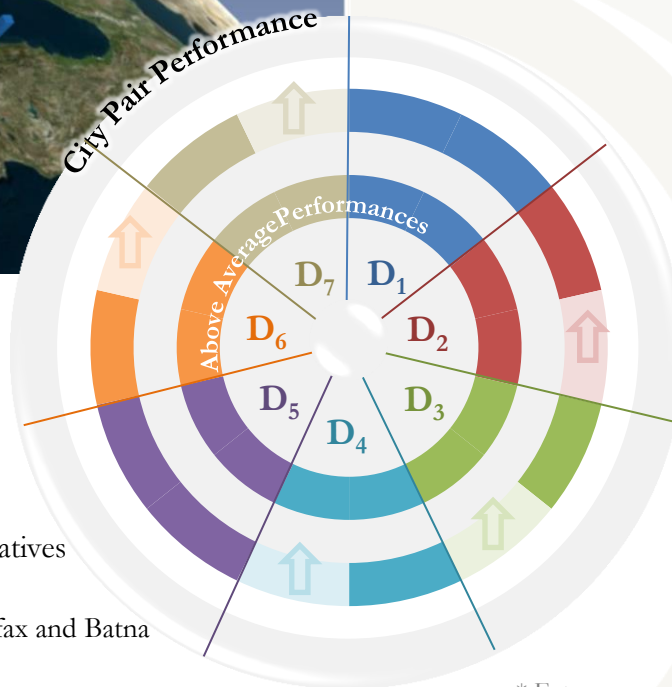 City Pair Performance
Above Average Performances
D7
D1
D6
D2
D5
D3
D4
atives
fax and Batna